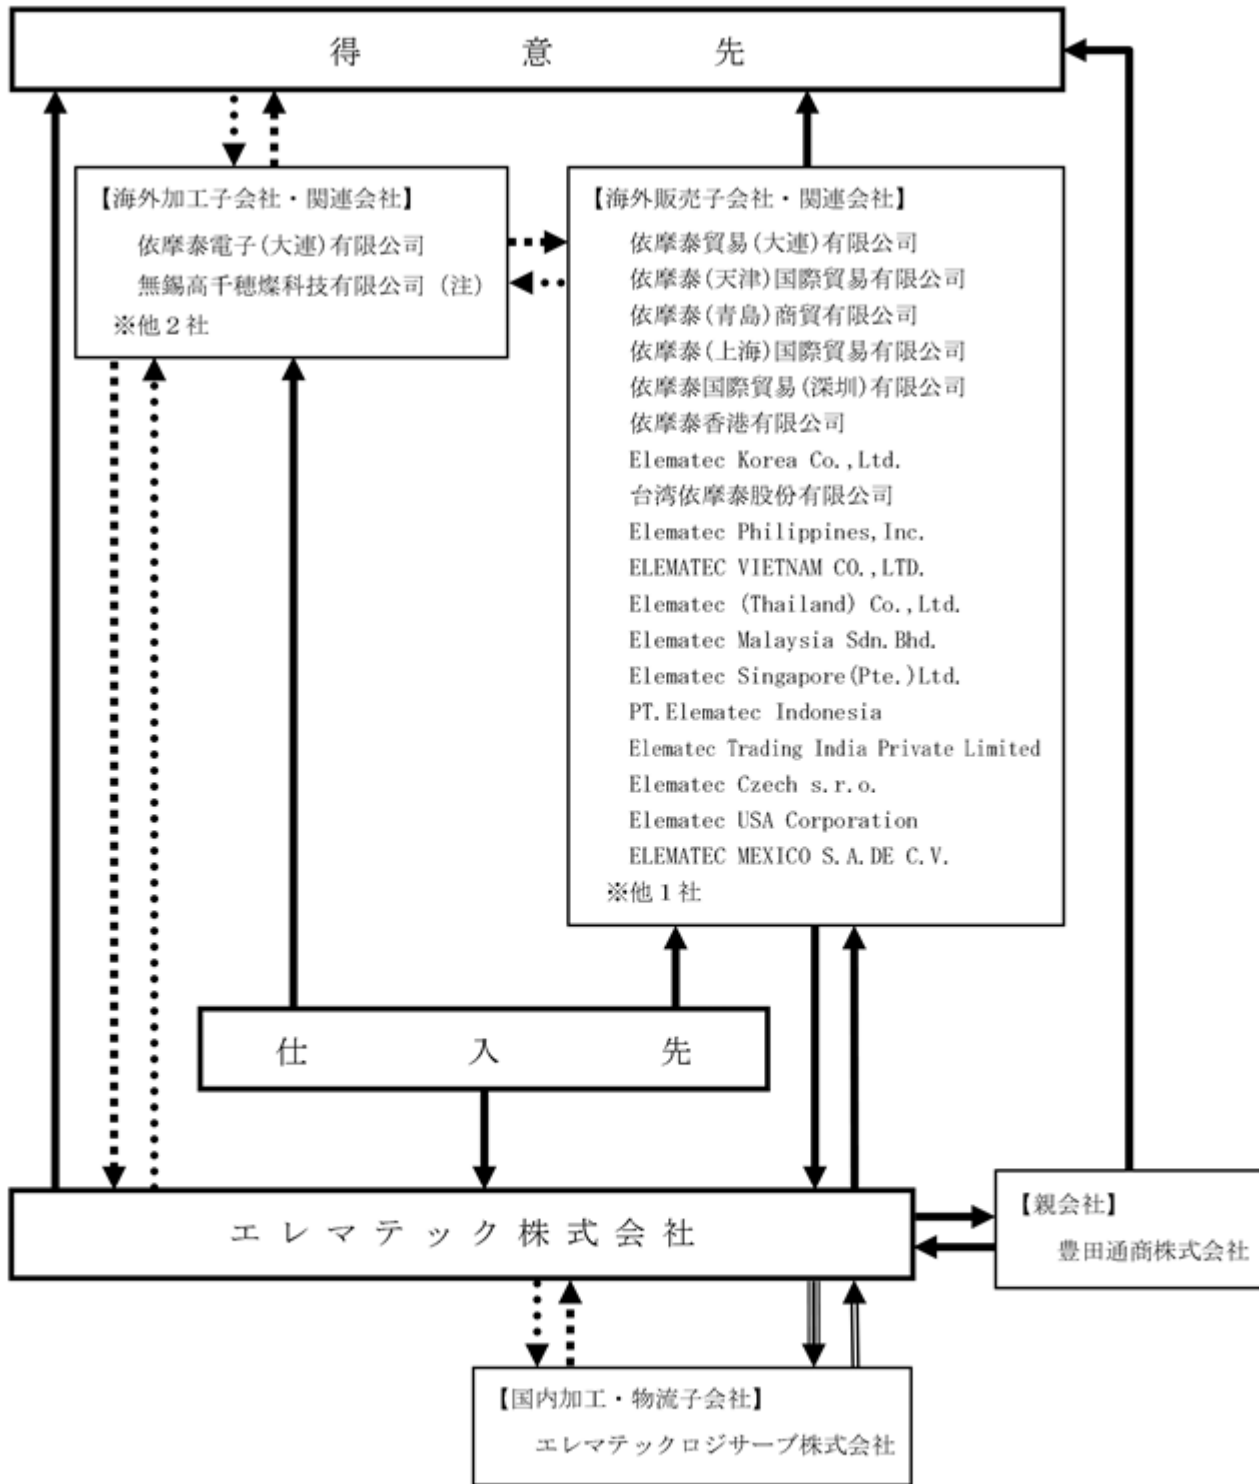 得意先
【海外加工子会社・関連会社】
依摩泰電子(大連)有限公司
無錫高千穂燦科技有限公司（注）
※他２社
【海外販売子会社・関連会社】
依摩泰貿易(大連)有限公司
依摩泰(天津)国際貿易有限公司
依摩泰(青島)商貿有限公司
依摩泰(上海)国際貿易有限公司
依摩泰国際貿易(深圳)有限公司
依摩泰香港有限公司
Elematec Korea Co.,Ltd.
台湾依摩泰股份有限公司
Elematec Philippines,Inc.
ELEMATEC VIETNAM CO.,LTD.
Elematec (Thailand) Co.,Ltd.
Elematec Malaysia Sdn.Bhd.
Elematec Singapore(Pte.)Ltd.
PT.Elematec Indonesia
Elematec Trading India Private Limited
Elematec Czech s.r.o.
Elematec USA Corporation
ELEMATEC MEXICO S.A.DE C.V.
※他１社
仕入先
エレマテック株式会社
【親会社】
豊田通商株式会社
【国内加工・物流子会社】
エレマテックロジサーブ株式会社